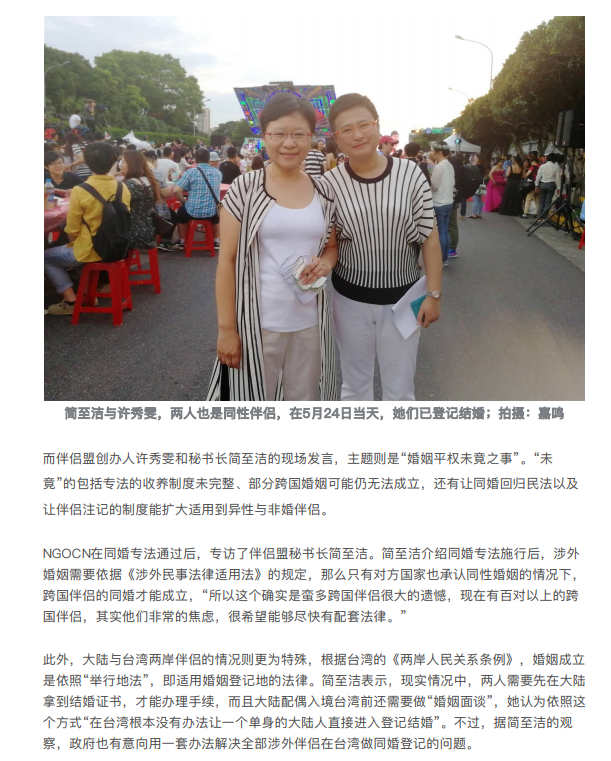 简至洁与许秀雯，两人也是同性伴侣，在5月24日当天，她们已登记结婚；拍摄：嘉鸣
而伴侣盟创办人许秀雯和秘书长简至洁的现场发言，主题则是“婚姻平权未竟之事”。“未
竟”的包括专法的收养制度未完整、部分跨国婚姻可能仍无法成立，还有让同婚回归民法以及
让伴侣注记的制度能扩大适用到异性与非婚伴侣。
NGOCN在同婚专法通过后，专访了伴侣盟秘书长简至洁。简至洁介绍同婚专法施行后，涉外
婚姻需要依据《涉外民事法律适用法》的规定，那么只有对方国家也承认同性婚姻的情况下，
跨国伴侣的同婚才能成立，“所以这个确实是蛮多跨国伴侣很大的遗憾，现在有百对以上的跨
国伴侣，其实他们非常的焦虑，很希望能够尽快有配套法律。”
此外，大陆与台湾两岸伴侣的情况则更为特殊，根据台湾的《两岸人民关系条例》，婚姻成立
是依照“举行地法”，即适用婚姻登记地的法律。简至洁表示，现实情况中，两人需要先在大陆
拿到结婚证书，才能办理手续，而且大陆配偶入境台湾前还需要做“婚姻面谈”，她认为依照这
个方式“在台湾根本没有办法让一个单身的大陆人直接进入登记结婚”。不过，据简至洁的观
察，政府也有意向用一套办法解决全部涉外伴侣在台湾做同婚登记的问题。